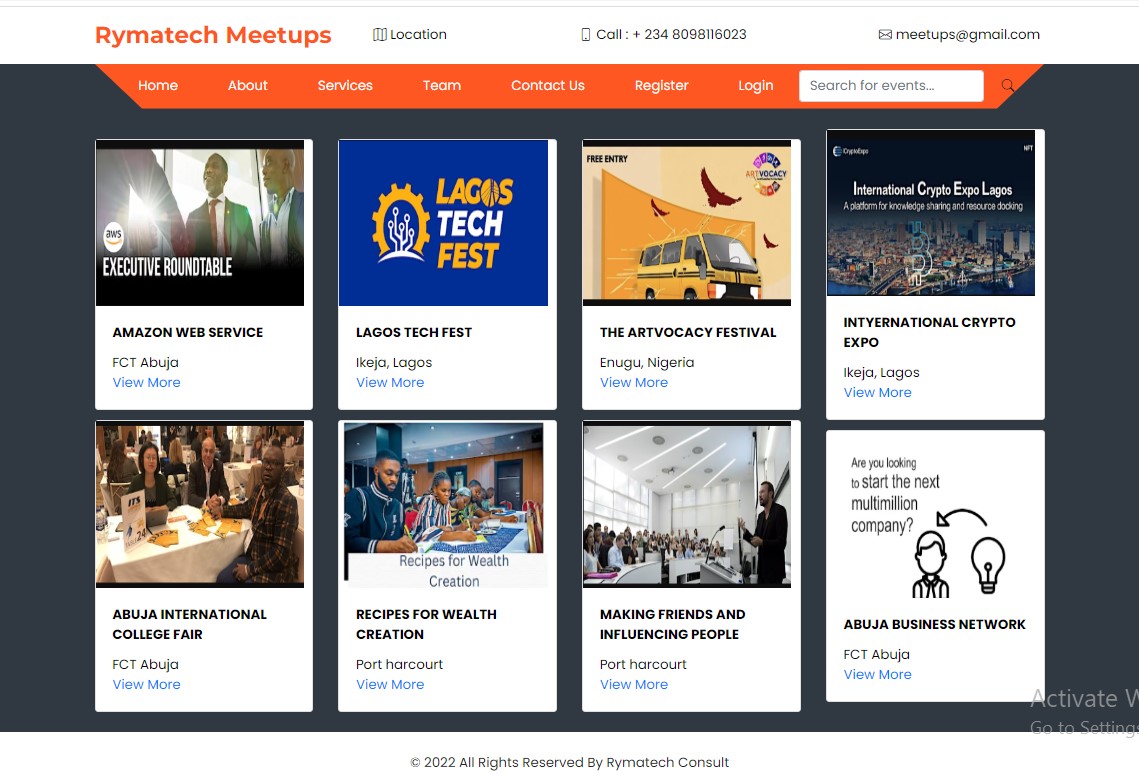 Rymatech Meetups
Location
Call : + 234 8098116023
meetups@gmail.com
Home
About
Services
Team
Contact Us
Register
Login
Search for events...
aws
EXECUTIVE ROUNDTABLE
AMAZON WEB SERVICE
FCT Abuja
View More
LAGOS
TECH
FEST
LAGOS TECH FEST
Ikeja, Lagos
View More
FREE ENTRY
ARTVOCACY
THE ARTVOCACY FESTIVAL
Enugu, Nigeria
View More
iCryptoExpo
NFT
International Crypto Expo Lagos
A platform for knowledge sharing and resource docking
INTYERNATIONAL CRYPTO
EXPO
Ikeja, Lagos
View More
ITS
24
ABUJA INTERNATIONAL
COLLEGE FAIR
FCT Abuja
View More
Recipes for Wealth
Creation
RECIPES FOR WEALTH
CREATION
Port harcourt
View More
MAKING FRIENDS AND
INFLUENCING PEOPLE
Port harcourt
View More
Are you looking
to start the next
multimillion
company?
ABUJA BUSINESS NETWORK
FCT Abuja
View More
Activate W
Go to Settings
© 2022 All Rights Reserved By Rymatech Consult